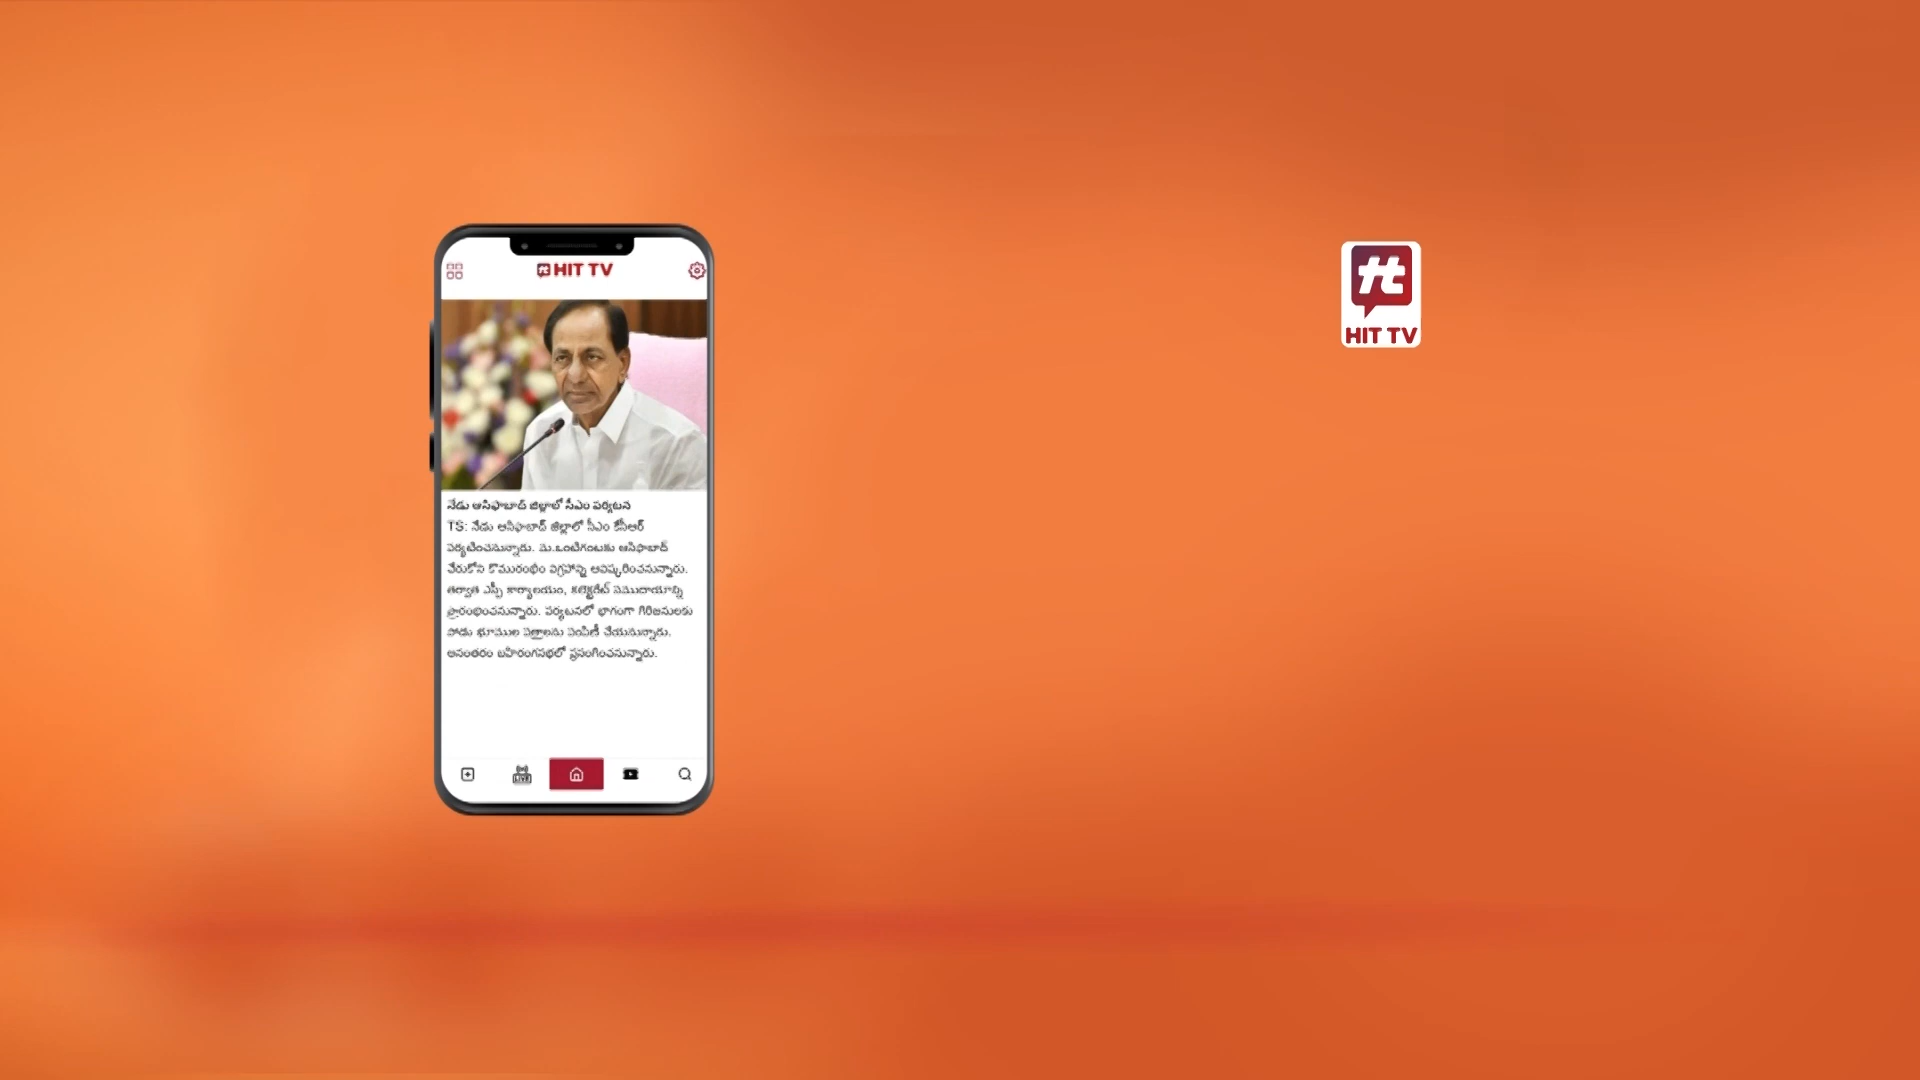 HIT TV
నేడు ఆసిఫాబాద్ జిల్లాలో సీఎం పర్యటన
TS: నేడు ఆసిఫాబాద్ జిల్లాలో సీఎం కేసీఆర్
పర్యటించనున్నారు. మ.ఒంటిగంటకు ఆసిఫాబాద్
చేరుకోని కొమురంభీం విగ్రహాన్ని ఆవిష్కరించనున్నారు.
తర్వాత ఎస్పీ కార్యాలయం, కలెక్టరేట్ సముదాయాన్ని
ప్రారంభించనున్నారు. పర్యటనలో భాగంగా గిరిజనులకు
పోడు భూముల పత్రాలను పంపిణీ చేయనున్నారు.
అనంతరం బహిరంగసభలో ప్రసంగించనున్నారు.
LIVE
HIT TV